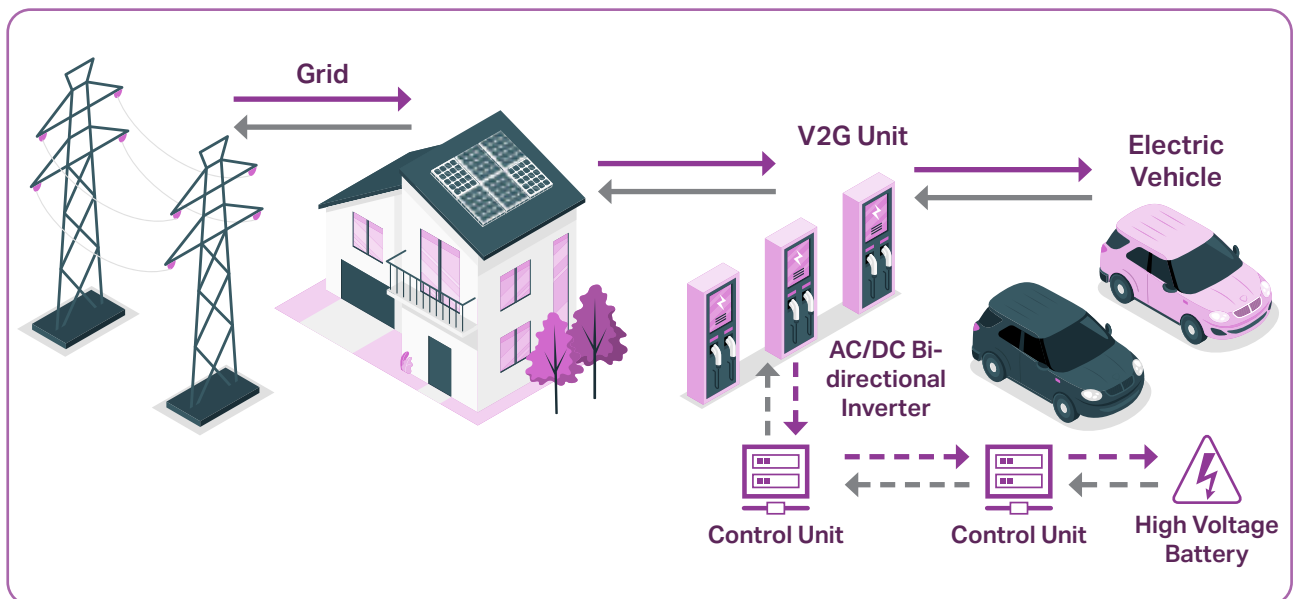 Grid
V2G Unit
Electric
Vehicle
AC/DC Bi-
directional
Inverter
Control Unit
Control Unit
High Voltage
Battery